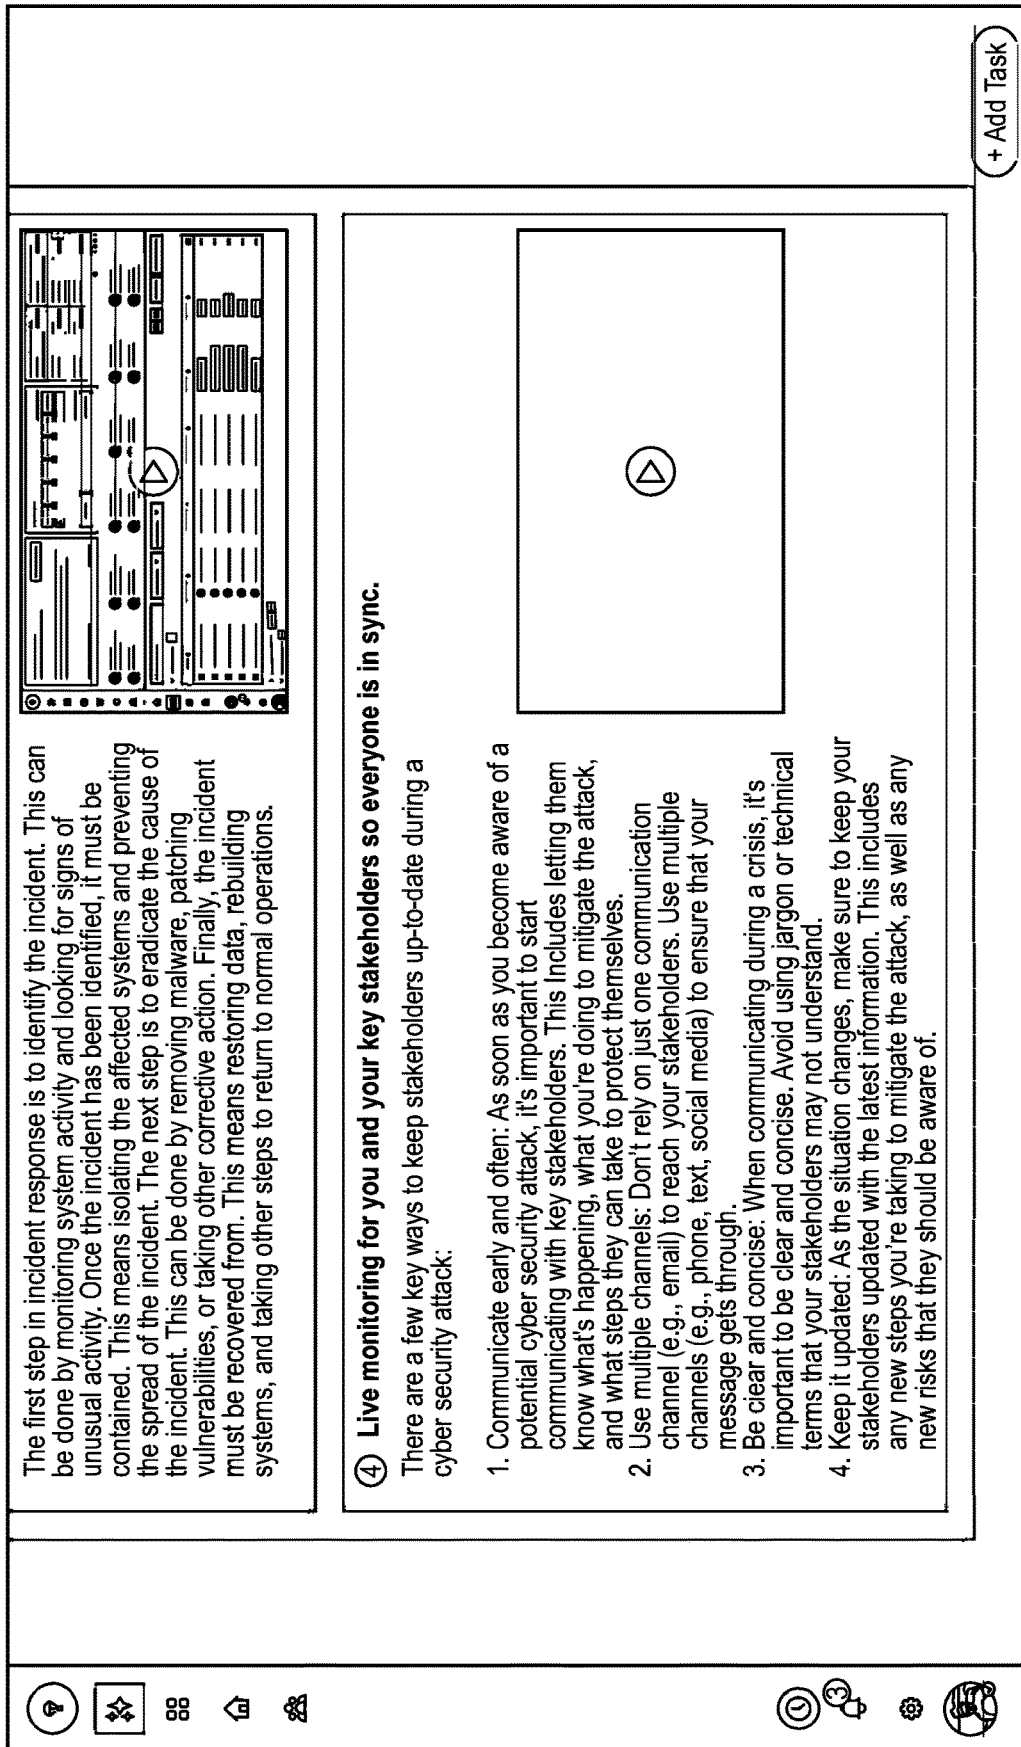 The first step in incident response is to identify the incident. This can
be done by monitoring system activity and looking for signs of
unusual activity. Once the incident has been identified, it must be
contained. This means isolating the affected systems and preventing
the spread of the incident. The next step is to eradicate the cause of
the incident. This can be done by removing malware, patching
vulnerabilities, or taking other corrective action. Finally, the incident
must be recovered from. This means restoring data, rebuilding
systems, and taking other steps to return to normal operations.
4 Live monitoring for you and your key stakeholders so everyone is in sync.
There are a few key ways to keep stakeholders up-to-date during a
cyber security attack:
1. Communicate early and often: As soon as you become aware of a
potential cyber security attack, it's important to start
communicating with key stakeholders. This Includes letting them
know what's happening, what you're doing to mitigate the attack,
and what steps they can take to protect themselves.
2. Use multiple channels: Don't rely on just one communication
channel (e.g., email) to reach your stakeholders. Use multiple
channels (e.g., phone, text, social media) to ensure that your
message gets through.
3. Be clear and concise: When communicating during a crisis, it's
important to be clear and concise. Avoid using jargon or technical
terms that your stakeholders may not understand.
4. Keep it updated: As the situation changes, make sure to keep your
stakeholders updated with the latest information. This includes
any new steps you're taking to mitigate the attack, as well as any
new risks that they should be aware of.
3
+ Add Task